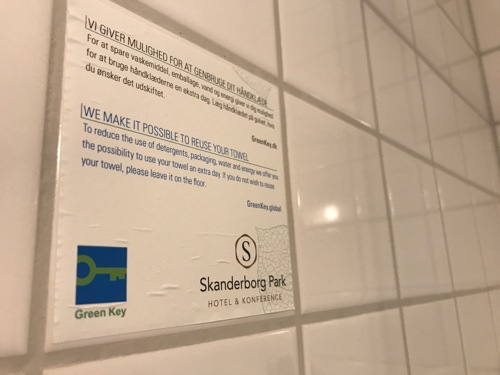 VI GIVER MULIGHED FOR AT GENBRUGE DIT HÅNDKLÆDE
For at spare vaskemiddel, emballage, vand og energi giver vi dig mulighed
for at bruge håndklæderne en ekstra dag. Læg håndklædet på gulvet, hvis
du ønsker det udskiftet.
GreenKey.dk
WE MAKE IT POSSIBLE TO REUSE YOUR TOWEL
To reduce the use of detergents, packaging, water and energy we offer you
the possibility to use your towel an extra day. If you do not wish to reuse
your towel, please leave it on the floor.
GreenKey.global
S
Skanderborg Park
HOTEL & KONFERENCE
Green Key